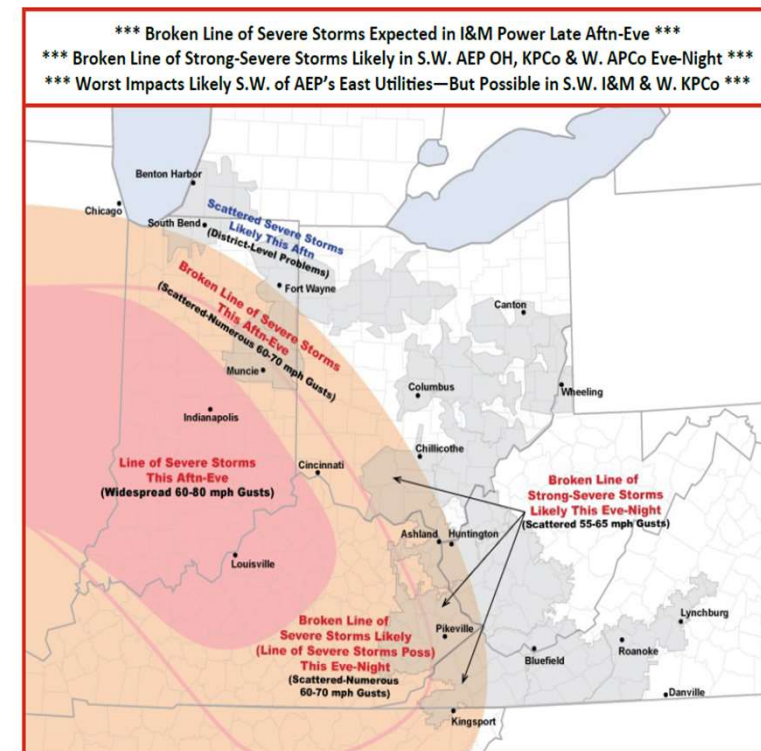 *** Broken Line of Severe Storms Expected in I&M Power Late Aftn-Eve ***
*** Broken Line of Strong-Severe Storms Likely in S.W. AEP OH, KPCo & W. APCo Eve-Night ***
*** Worst Impacts Likely S.W. of AEP's East Utilities—But Possible in S.W. I&M & W. KPCo ***
Benton Harbor
Chicago
South Bend
Scattered Severe Storms
Likely This Aftn
(District-Level Problems)
Fort Wayne
Broken Line of Severe Storms
This Aftn-Eve
(Scattered-Numerous 60-70 mph Gusts)
Canton
Muncie
Columbus
Wheeling
Indianapolis
Chillicothe
Line of Severe Storms
This Aftn-Eve
(Widespread 60-80 mph Gusts)
Cincinnati
Broken Line of
Strong-Severe Storms
Likely This Eve-Night
(Scattered 55-65 mph Gusts)
Ashland
Huntington
Louisville
Broken Line of
Severe Storms Likely
(Line of Severe Storms Poss)
This Eve-Night
(Scattered-Numerous
60-70 mph Gusts)
Pikeville
Lynchburg
Bluefield
Roanoke
Danville
Kingsport